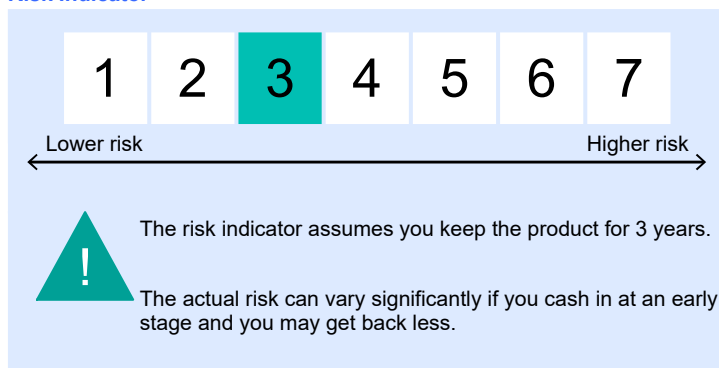 Risk Indicator
1 2 3 4 5 6 7
Lower risk Higher risk
! The risk indicator assumes you keep the product for 3 years.
The actual risk can vary significantly if you cash in at an early
stage and you may get back less.